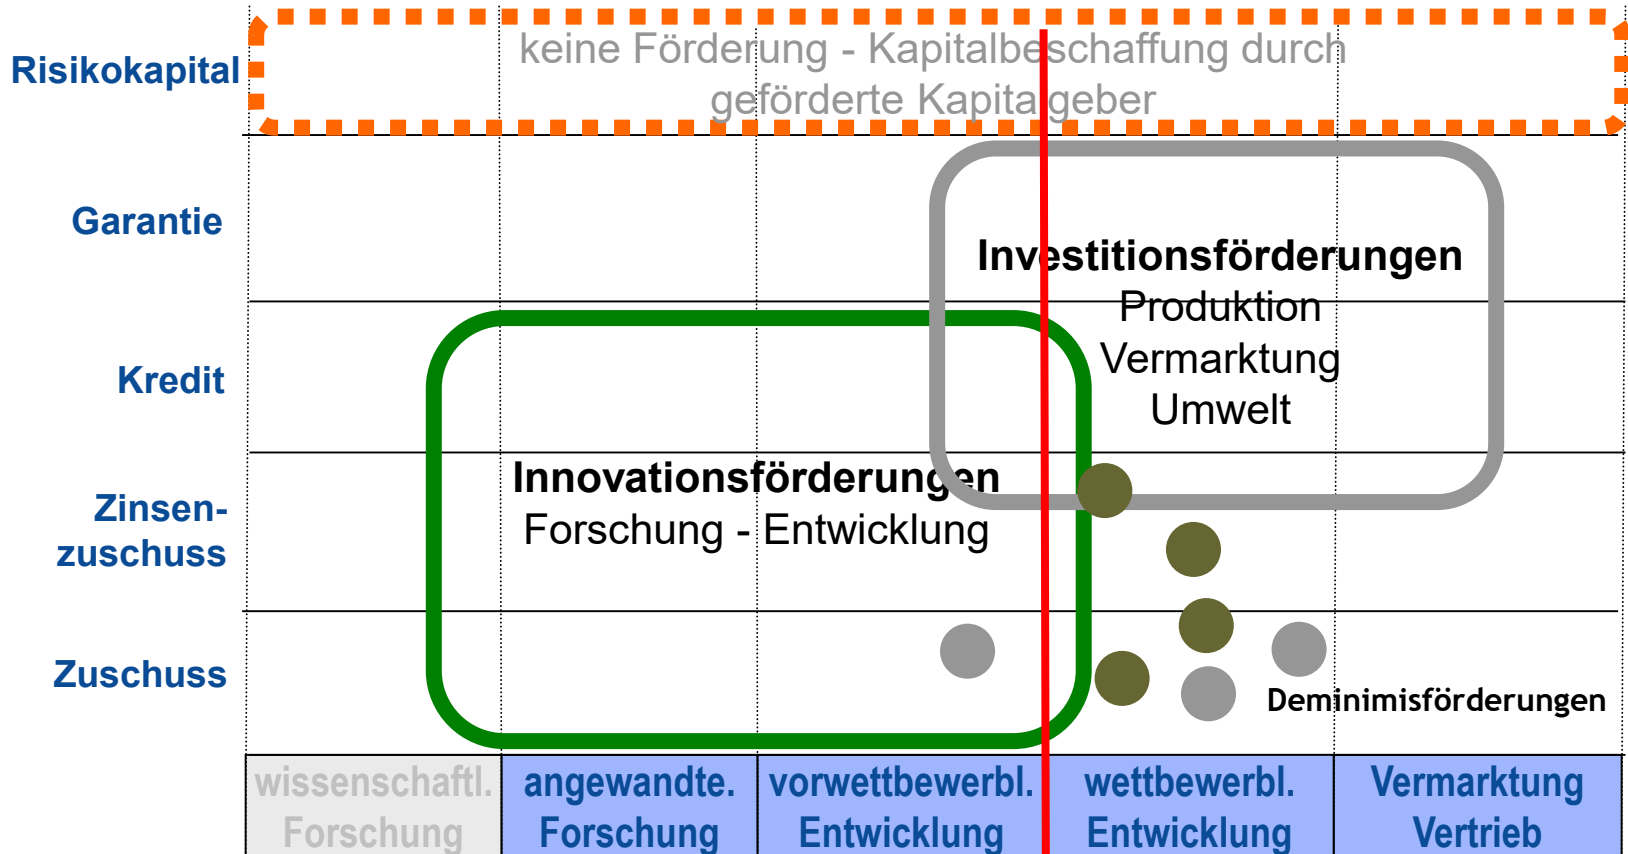 keine Förderung - Kapitalbeschaffung durch
geförderte Kapitalgeber
Risikokapital
Garantie
Investitionsförderungen
Produktion
Vermarktung
Umwelt
Kredit
Innovationsförderungen
Forschung - Entwicklung
Zinsen-
zuschuss
Zuschuss
Deminimisförderungen
wissenschaftl.
Forschung
angewandte.
Forschung
vorwettbewerbl.
Entwicklung
wettbewerbl.
Entwicklung
Vermarktung
Vertrieb